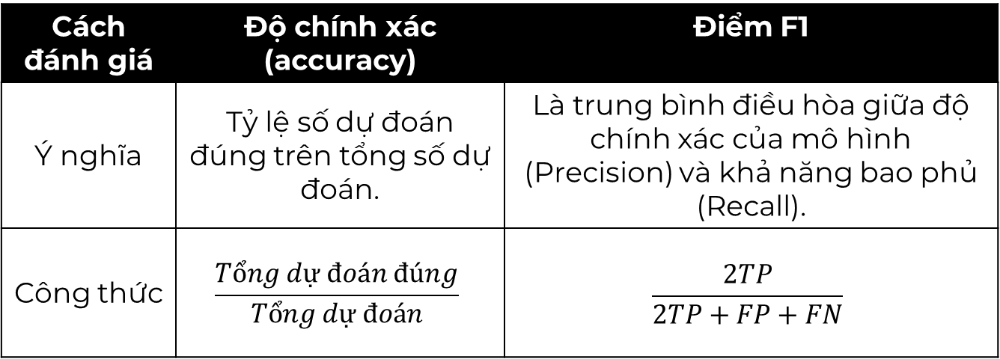 Cách
đánh giá
Độ chính xác
(accuracy)
Điểm F1
Ý nghĩa
Tỷ lệ số dự đoán
đúng trên tổng số dự
đoán.
Là trung bình điều hòa giữa độ
chính xác của mô hình
(Precision) và khả năng bao phủ
(Recall).
Công thức
Tổng dự đoán đúng
Tổng dự đoán
2TP
2TP + FP + FN